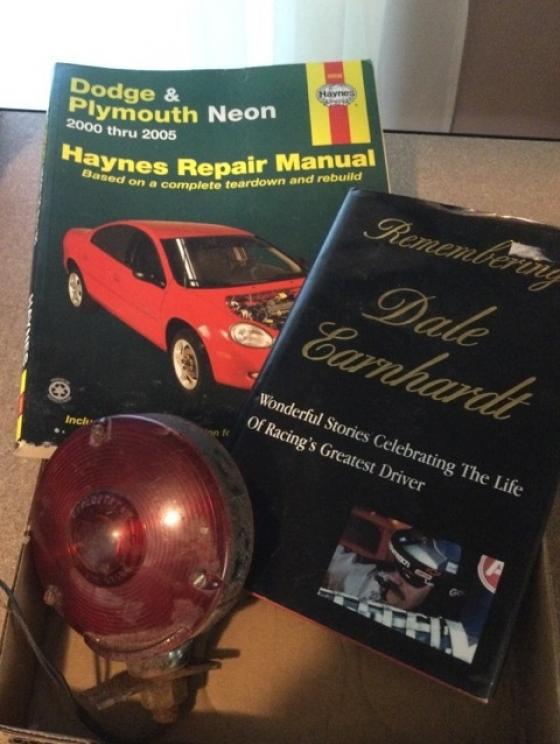 Dodge &
Plymouth Neon
2000 thru 2005
Haynes
Haynes Repair Manual
Based on a complete teardown and rebuild
Remembering
Dale
Earnhardt
Wonderful Stories Celebrating The Life
Of Racing's Greatest Driver